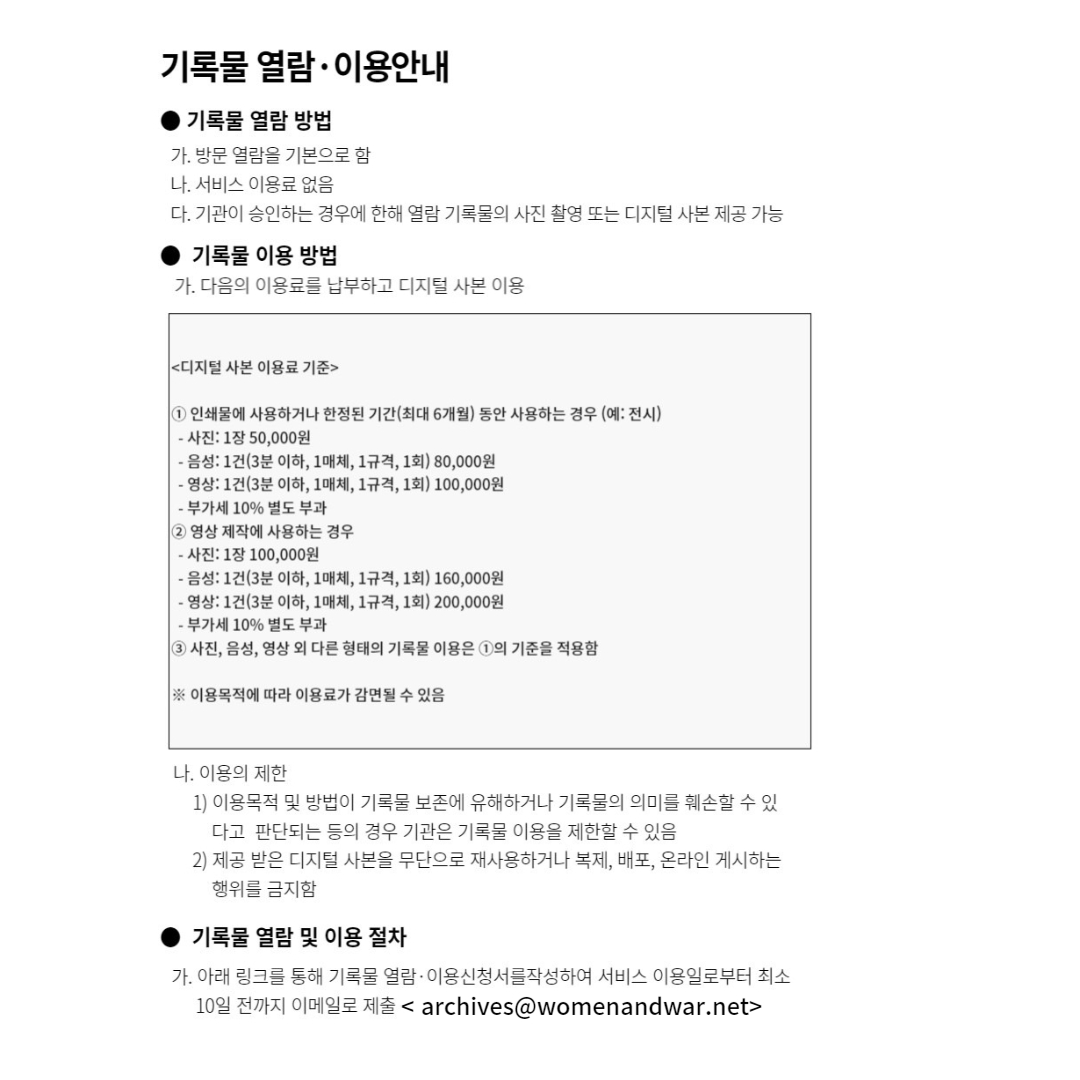 기록물 열람·이용안내
● 기록물 열람 방법
가. 방문 열람을 기본으로 함
나. 서비스 이용료 없음
다. 기관이 승인하는 경우에 한해 열람 기록물의 사진 촬영 또는 디지털 사본 제공 가능
● 기록물 이용 방법
가. 다음의 이용료를 납부하고 디지털 사본 이용
<디지털 사본 이용료 기준>
① 인쇄물에 사용하거나 한정된 기간(최대 6개월) 동안 사용하는 경우 (예: 전시)
- 사진: 1장 50,000원
- 음성: 1건(3분 이하, 1매체, 1규격, 1회) 80,000원
- 영상: 1건(3분 이하, 1매체, 1규격, 1회) 100,000원
- 부가세 10% 별도 부과
② 영상 제작에 사용하는 경우
- 사진: 1장 100,000원
- 음성: 1건(3분 이하, 1매체, 1규격, 1회) 160,000원
- 영상: 1건(3분 이하, 1매체, 1규격, 1회) 200,000원
- 부가세 10% 별도 부과
③ 사진, 음성, 영상 외 다른 형태의 기록물 이용은 ①의 기준을 적용함
※ 이용목적에 따라 이용료가 감면될 수 있음
나. 이용의 제한
1) 이용목적 및 방법이 기록물 보존에 유해하거나 기록물의 의미를 훼손할 수 있
다고 판단되는 등의 경우 기관은 기록물 이용을 제한할 수 있음
2) 제공 받은 디지털 사본을 무단으로 재사용하거나 복제, 배포, 온라인 게시하는
행위를 금지함
● 기록물 열람 및 이용 절차
가. 아래 링크를 통해 기록물 열람·이용신청서를작성하여 서비스 이용일로부터 최소
10일 전까지 이메일로 제출 < archives@womenandwar.net>